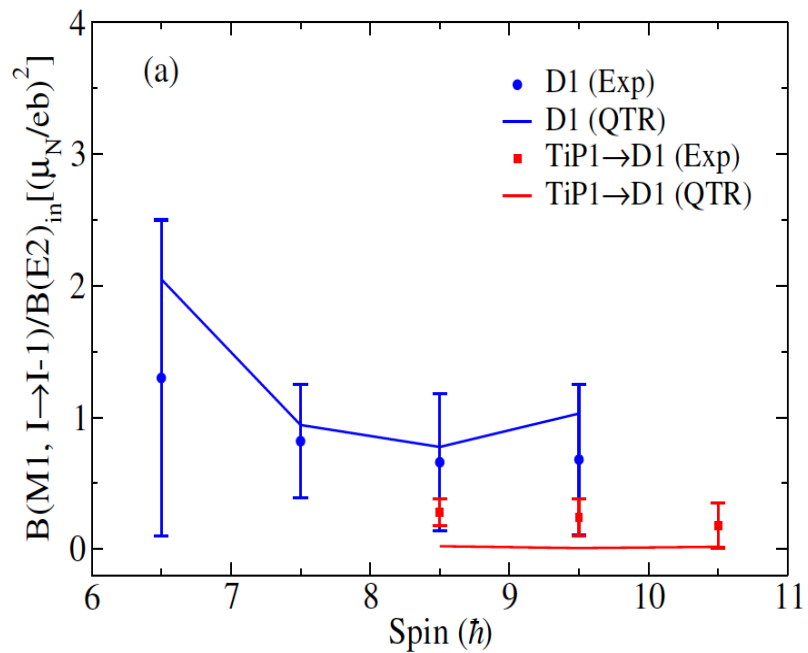 B(M1, I→I-1)/B(E2)in[(μN/eb)²]
4
3
2
1
0
(a)
D1 (Exp)
D1 (QTR)
TiP1→D1 (Exp)
TiP1→D1 (QTR)
6 7 8 9 10 11
Spin (ℏ)